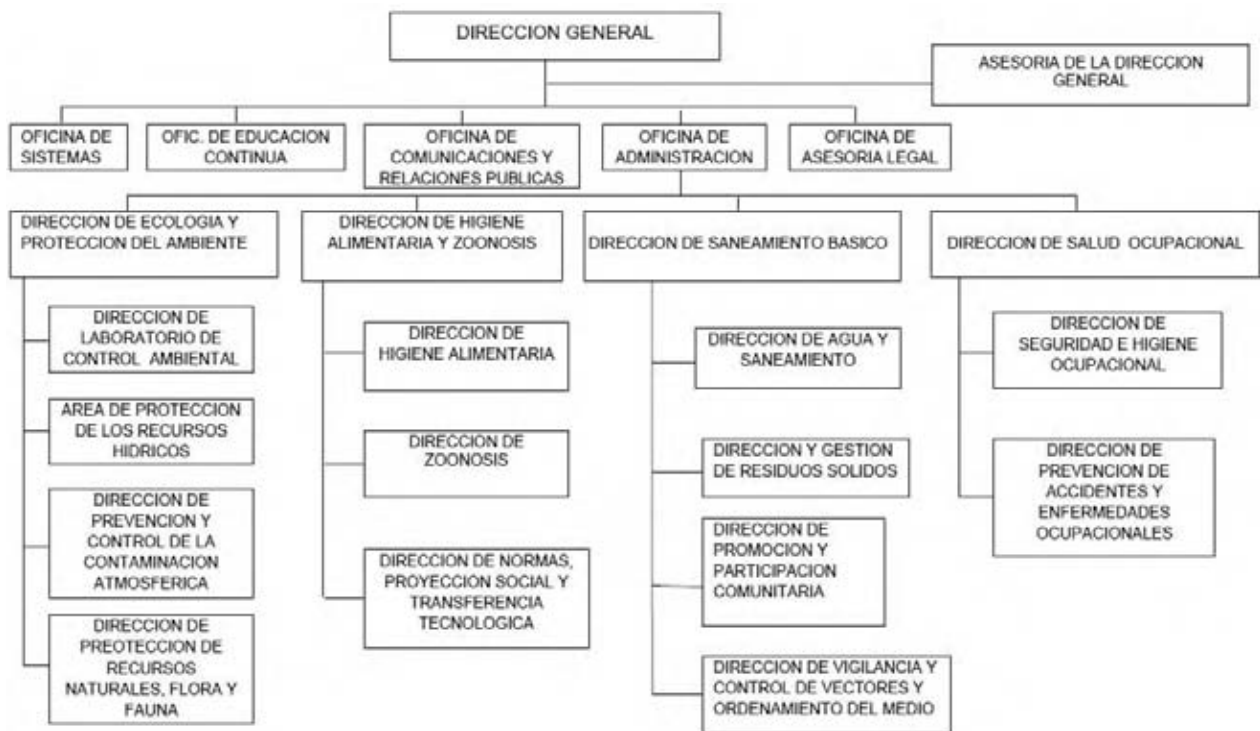 DIRECCION GENERAL
ASESORIA DE LA DIRECCION
GENERAL
OFICINA DE
SISTEMAS
OFIC. DE EDUCACION
CONTINUA
OFICINA DE
COMUNICACIONES Y
RELACIONES PUBLICAS
OFICINA DE
ADMINISTRACION
OFICINA DE
ASESORIA LEGAL
DIRECCION DE ECOLOGIA Y
PROTECCION DEL AMBIENTE
DIRECCION DE HIGIENE
ALIMENTARIA Y ZOONOSIS
DIRECCION DE SANEAMIENTO BASICO
DIRECCION DE SALUD OCUPACIONAL
DIRECCION DE
LABORATORIO DE
CONTROL AMBIENTAL
AREA DE PROTECCION
DE LOS RECURSOS
HIDRICOS
DIRECCION DE
PREVENCION Y
CONTROL DE LA
CONTAMINACION
ATMOSFERICA
DIRECCION DE
PREOTECCION DE
RECURSOS
NATURALES, FLORA Y
FAUNA
DIRECCION DE
HIGIENE ALIMENTARIA
DIRECCION DE
ZOONOSIS
DIRECCION DE NORMAS,
PROYECCION SOCIAL Y
TRANSFERENCIA
TECNOLOGICA
DIRECCION DE AGUA Y
SANEAMIENTO
DIRECCION Y GESTION
DE RESIDUOS SOLIDOS
DIRECCION DE
PROMOCION Y
PARTICIPACION
COMUNITARIA
DIRECCION DE VIGILANCIA Y
CONTROL DE VECTORES Y
ORDENAMIENTO DEL MEDIO
DIRECCION DE
SEGURIDAD E HIGIENE
OCUPACIONAL
DIRECCION DE
PREVENCION DE
ACCIDENTES Y
ENFERMEDADES
OCUPACIONALES